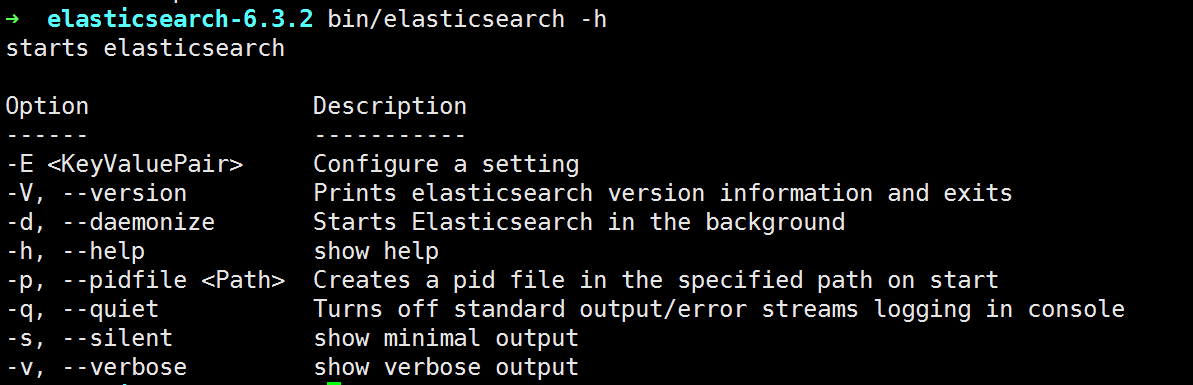 → elasticsearch-6.3.2 bin/elasticsearch -h
starts elasticsearch
Option                Description
------                -----------
-E <KeyValuePair>     Configure a setting
-V, --version         Prints elasticsearch version information and exits
-d, --daemonize       Starts Elasticsearch in the background
-h, --help            show help
-p, --pidfile <Path>  Creates a pid file in the specified path on start
-q, --quiet           Turns off standard output/error streams logging in console
-s, --silent          show minimal output
-v, --verbose         show verbose output